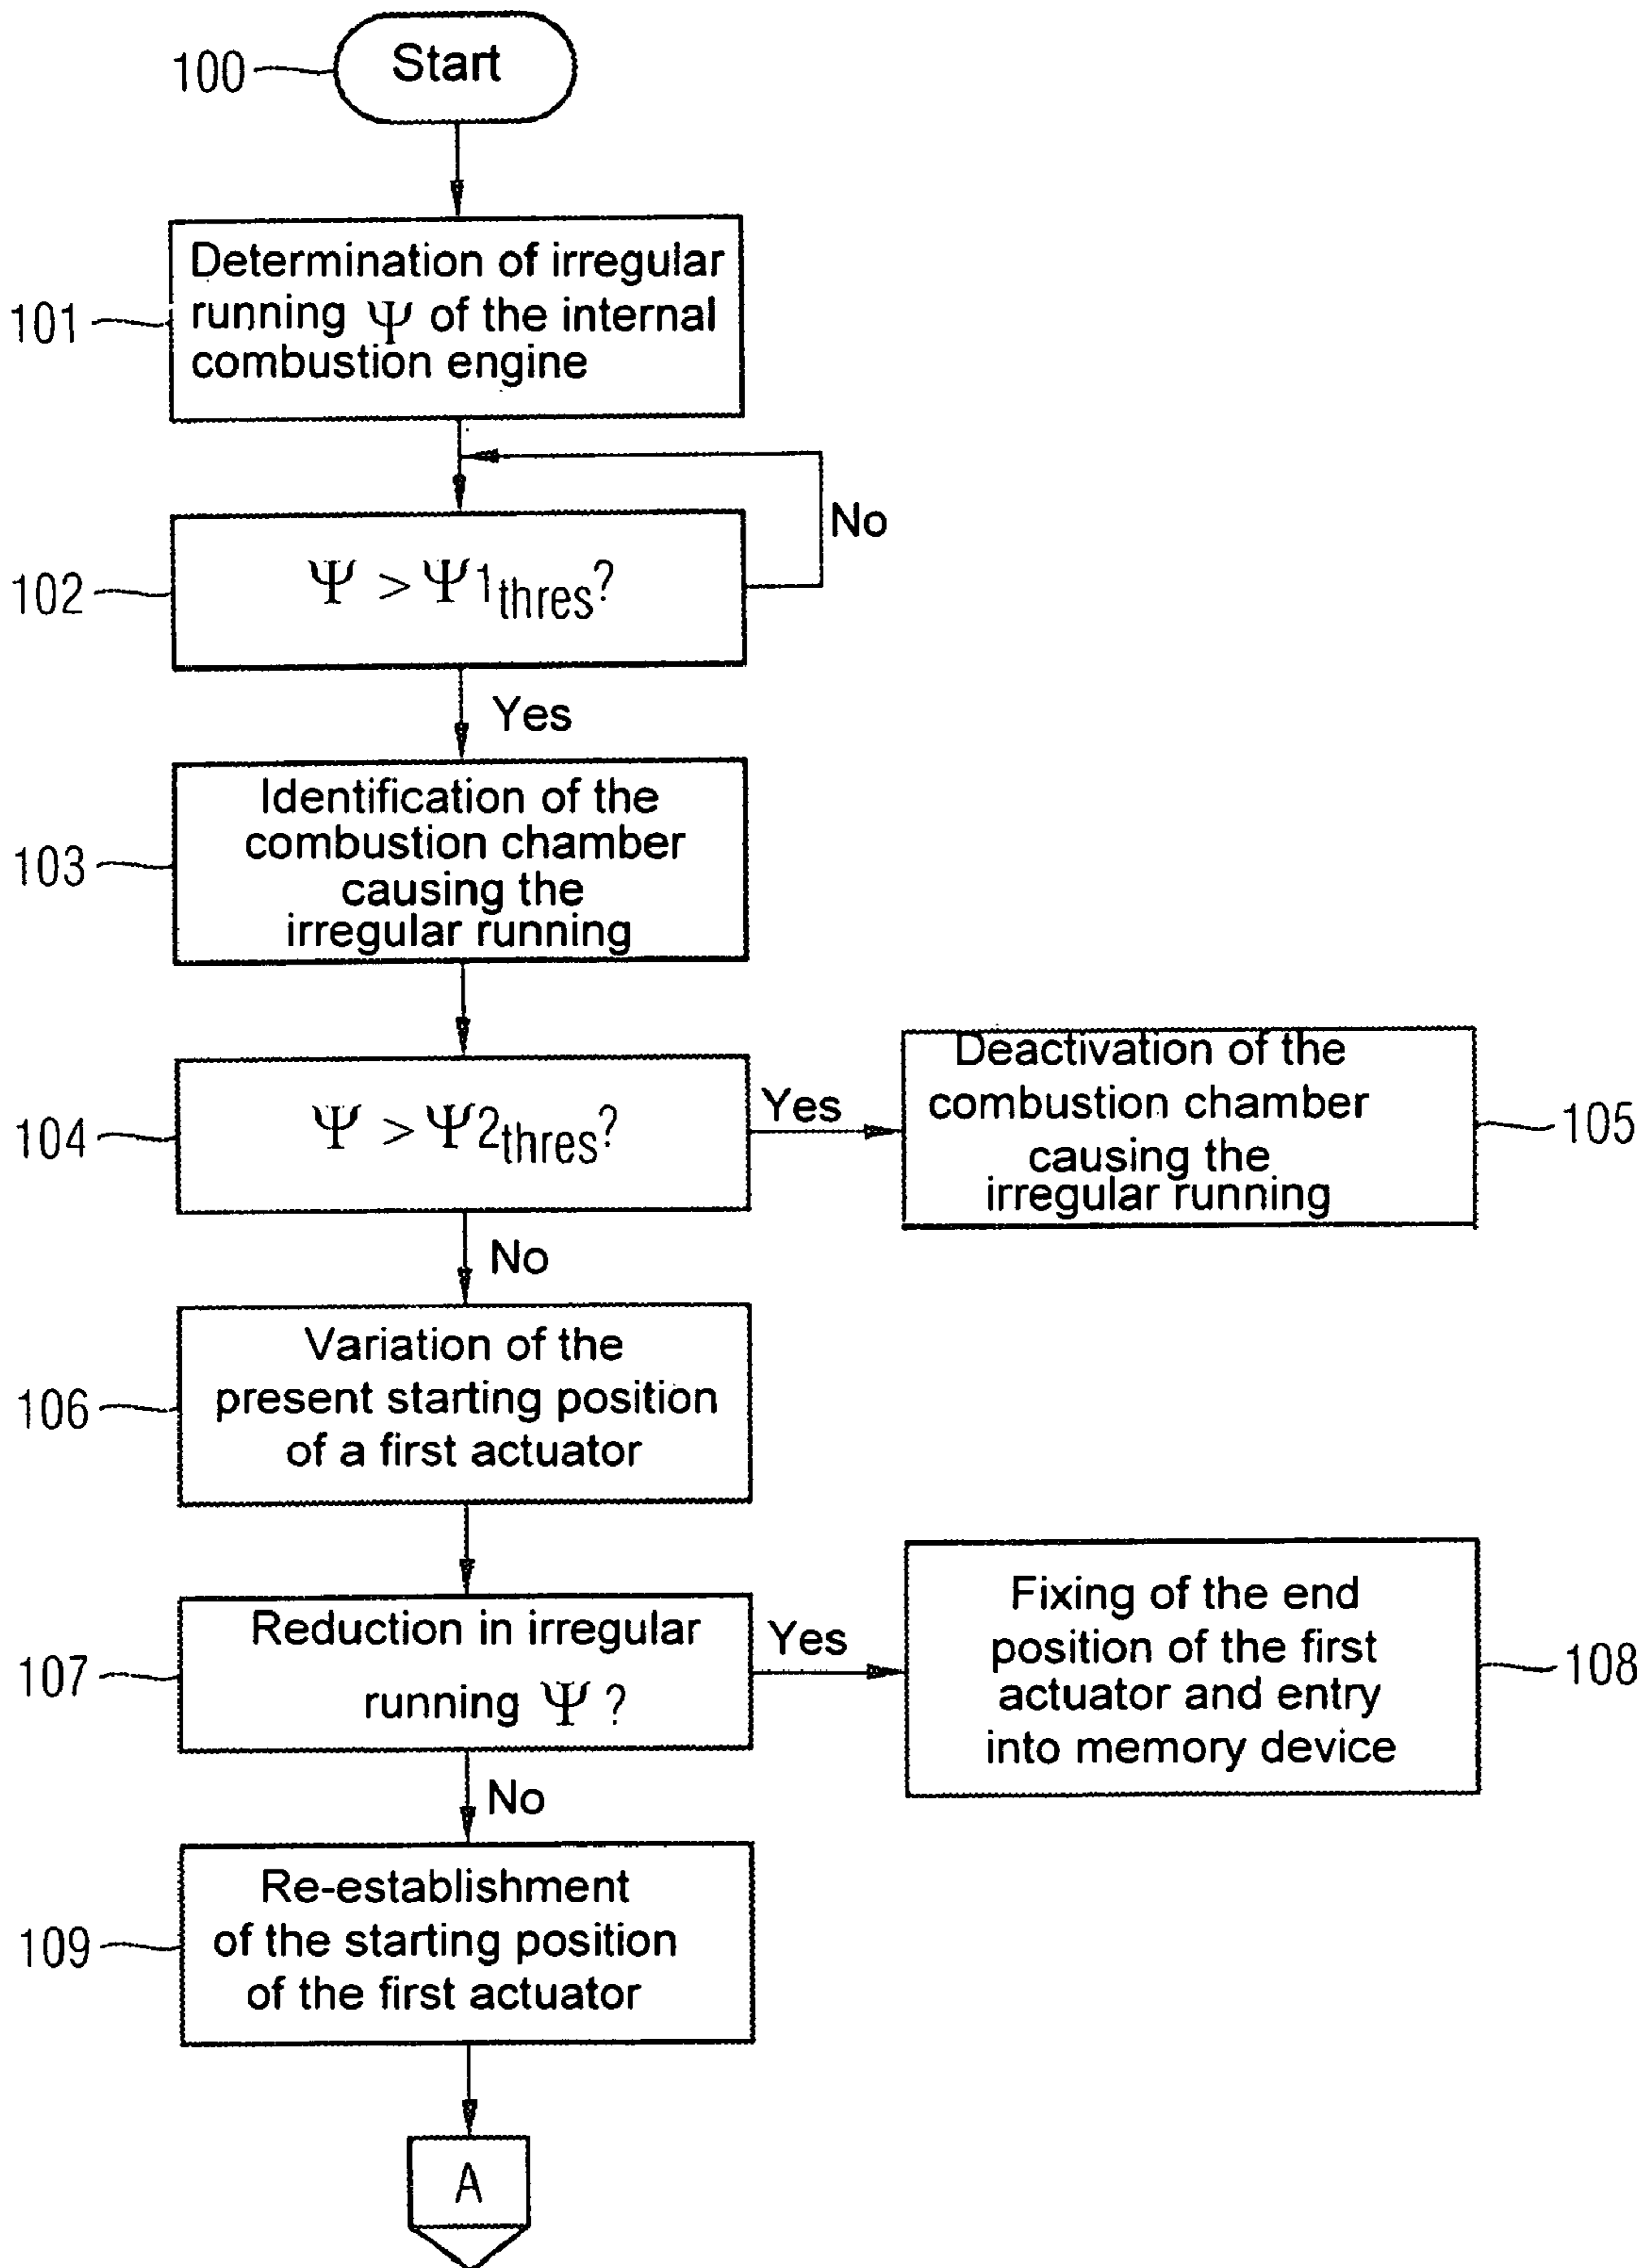 100
Start
101
Determination of irregular
running Ψ of the internal
combustion engine
No
102
Ψ > Ψ1thres?
Yes
103
Identification of the
combustion chamber
causing the
irregular running
104
Ψ > Ψ2thres?
Yes
Deactivation of the
combustion chamber
causing the
irregular running
105
No
106
Variation of the
present starting position
of a first actuator
107
Reduction in irregular
running Ψ ?
Yes
Fixing of the end
position of the first
actuator and entry
into memory device
108
No
109
Re-establishment
of the starting position
of the first actuator
A